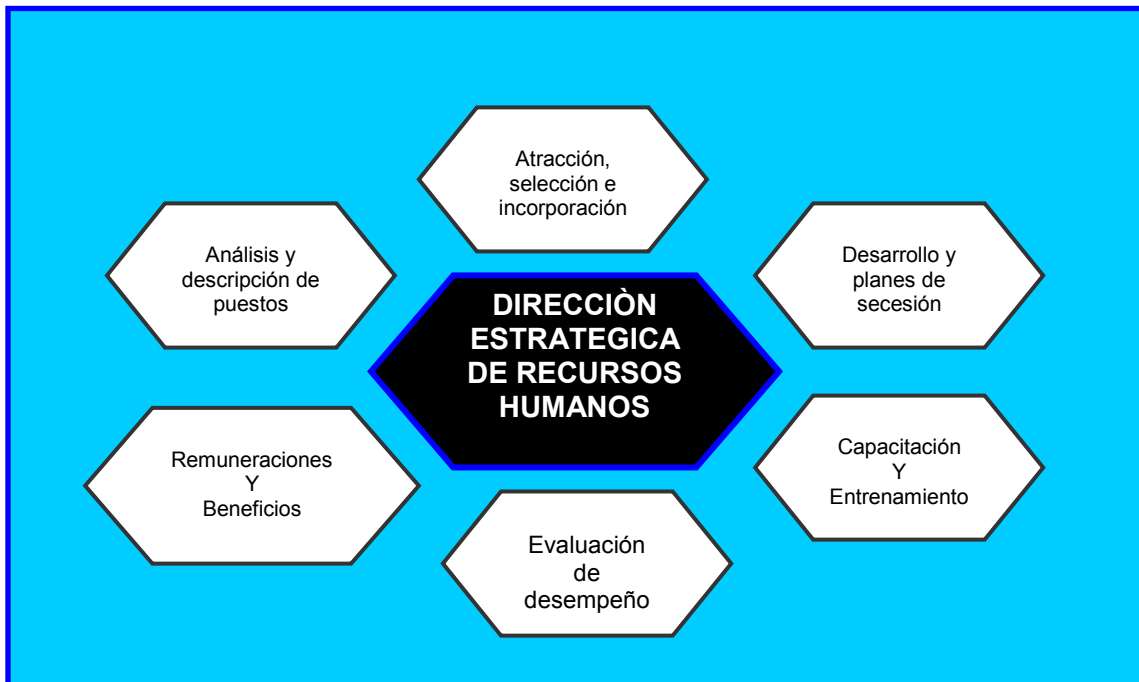 Atracción,
selección e
incorporación
Análisis y
descripción de
puestos
Desarrollo y
planes de
secesión
DIRECCIÒN
ESTRATEGICA
DE RECURSOS
HUMANOS
Remuneraciones
Y
Beneficios
Capacitación
Y
Entrenamiento
Evaluación
de
desempeño